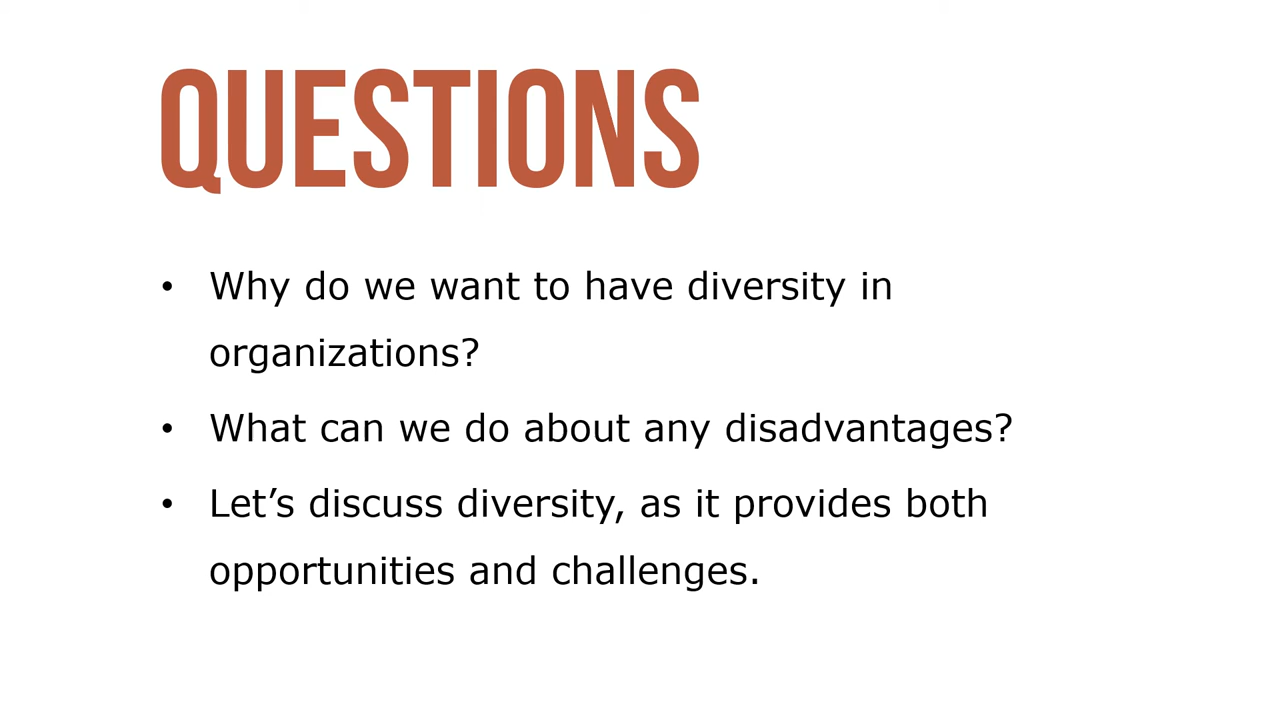 QUESTIONS
• Why do we want to have diversity in
organizations?
• What can we do about any disadvantages?
• Let’s discuss diversity, as it provides both
opportunities and challenges.